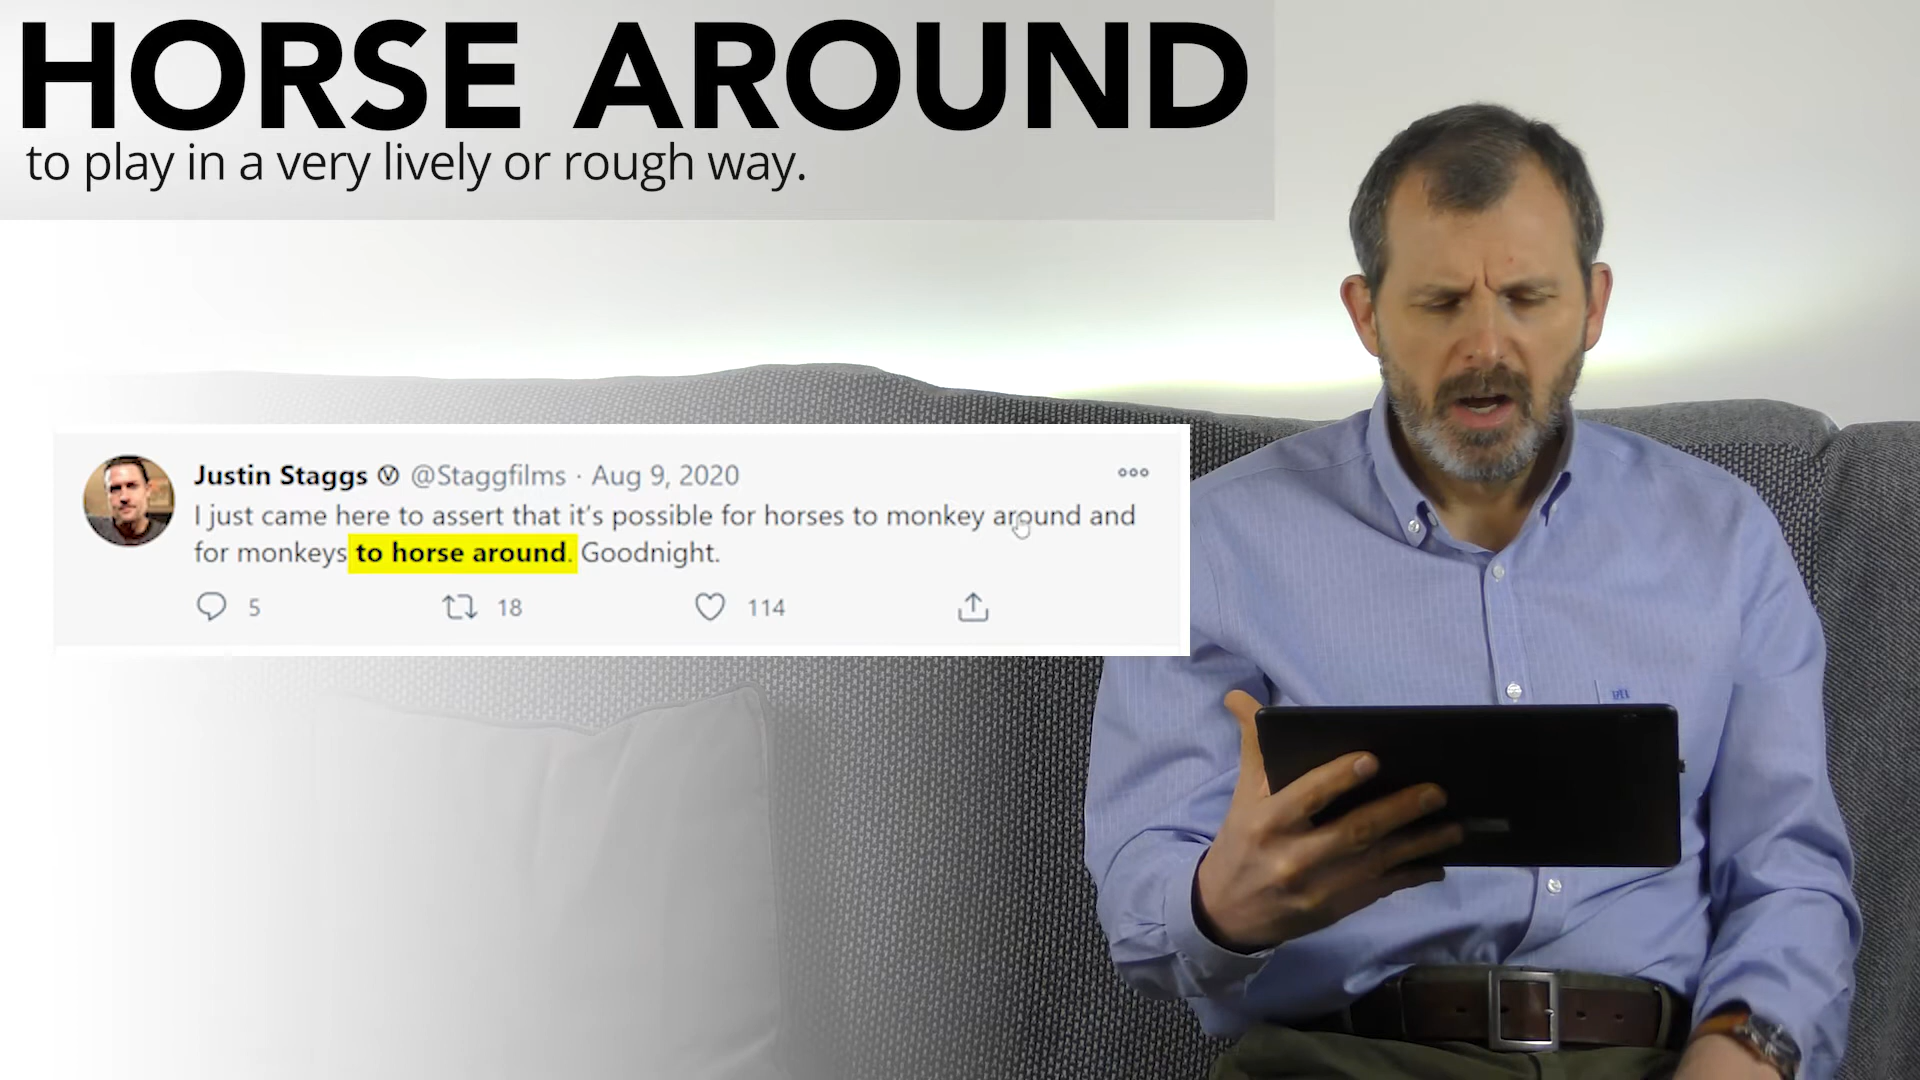 HORSE AROUND
to play in a very lively or rough way.
Justin Staggs @Staggfilms · Aug 9, 2020
I just came here to assert that it's possible for horses to monkey around and
for monkeys to horse around. Goodnight.
5 18 114